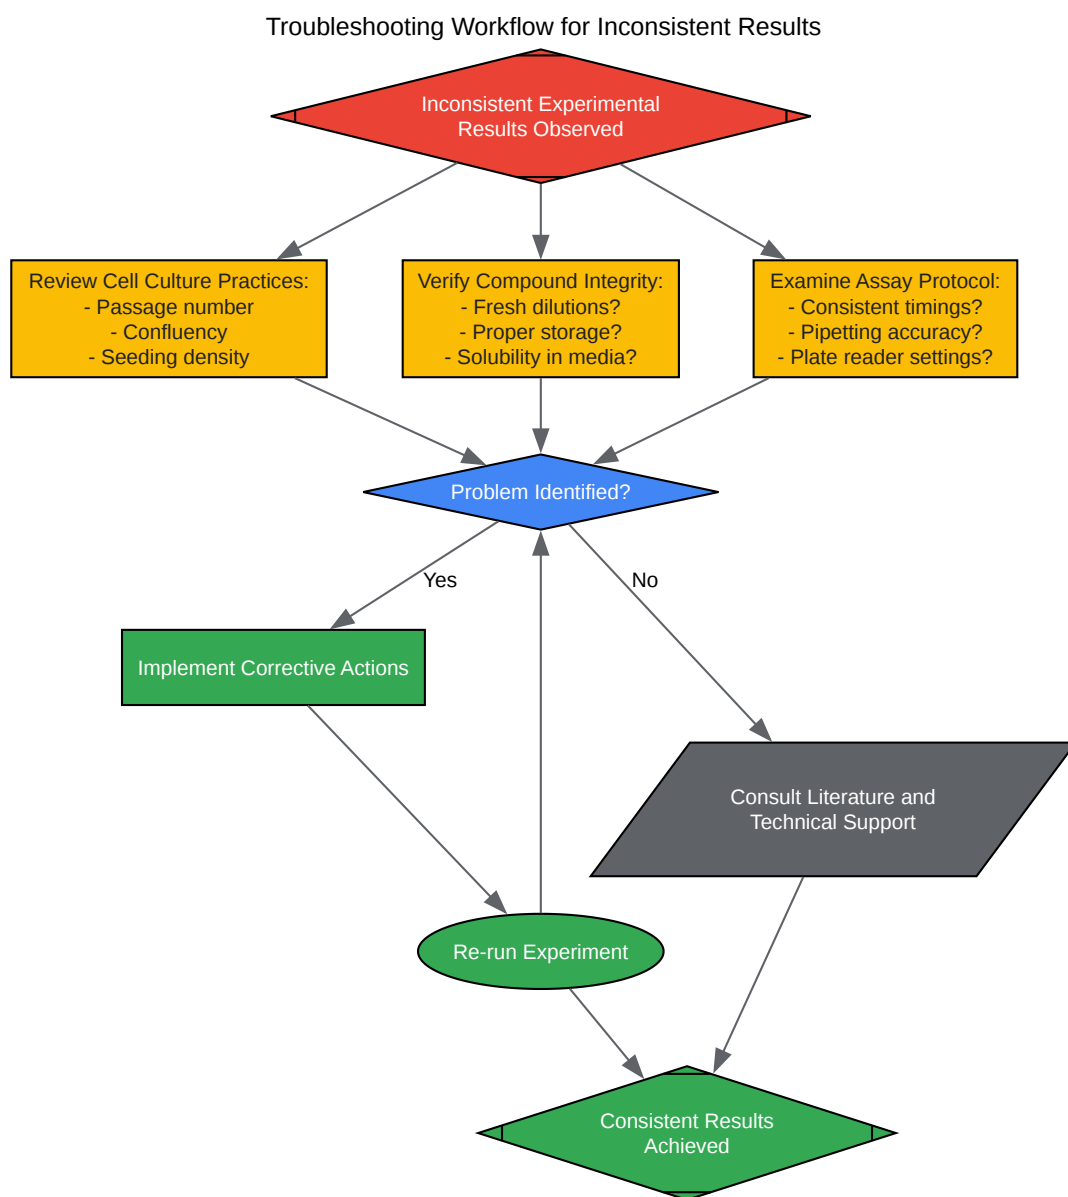 Troubleshooting Workflow for Inconsistent Results
Inconsistent Experimental
Results Observed
Review Cell Culture Practices:
- Passage number
- Confluency
- Seeding density
Verify Compound Integrity:
- Fresh dilutions?
- Proper storage?
- Solubility in media?
Examine Assay Protocol:
- Consistent timings?
- Pipetting accuracy?
- Plate reader settings?
Problem Identified?
Yes
No
Implement Corrective Actions
Consult Literature and
Technical Support
Re-run Experiment
Consistent Results
Achieved